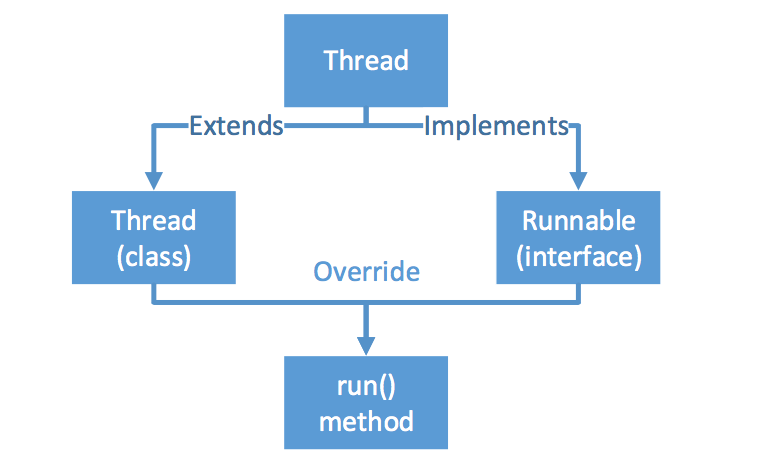 Thread
Extends
Implements
Thread
(class)
Runnable
(interface)
Override
run()
method